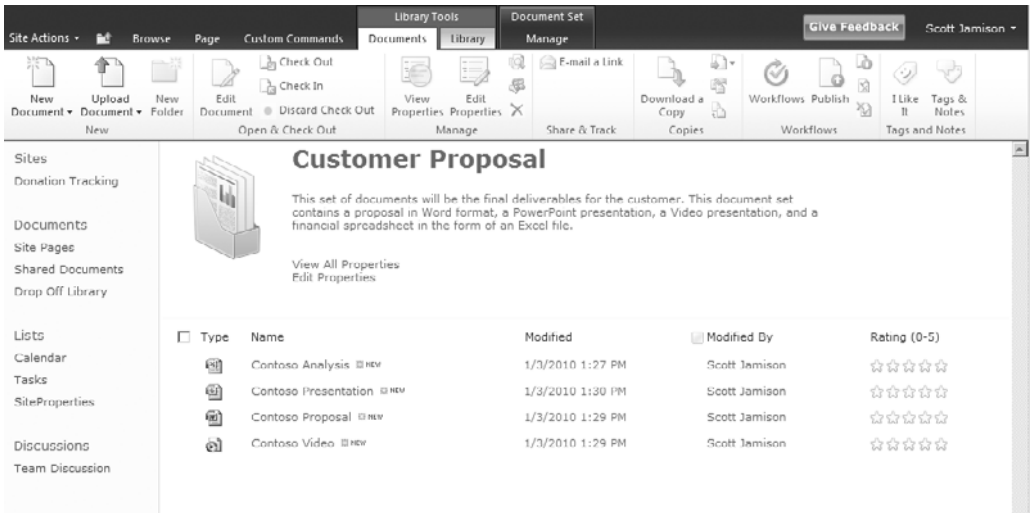 Library Tools Document Set
Give Feedback Scott Jamison
Site Actions Browse Page Custom Commands Documents Library Manage
New Document
Upload Document
New Folder
New
Edit Document
Check Out
Check In
Discard Check Out
Open & Check Out
View Properties
Edit Properties
Manage
E-mail a Link
Share & Track
Download a Copy
Copies
Workflows
Publish
Workflows
I Like It
Tags & Notes
Tags and Notes
Sites
Donation Tracking
Documents
Site Pages
Shared Documents
Drop Off Library
Lists
Calendar
Tasks
SiteProperties
Discussions
Team Discussion
Customer Proposal
This set of documents will be the final deliverables for the customer. This document set
contains a proposal in Word format, a PowerPoint presentation, a Video presentation, and a
financial spreadsheet in the form of an Excel file.
View All Properties
Edit Properties
Type Name Modified Modified By Rating (0-5)
Contoso Analysis NEW 1/3/2010 1:27 PM Scott Jamison
Contoso Presentation NEW 1/3/2010 1:30 PM Scott Jamison
Contoso Proposal NEW 1/3/2010 1:29 PM Scott Jamison
Contoso Video NEW 1/3/2010 1:29 PM Scott Jamison